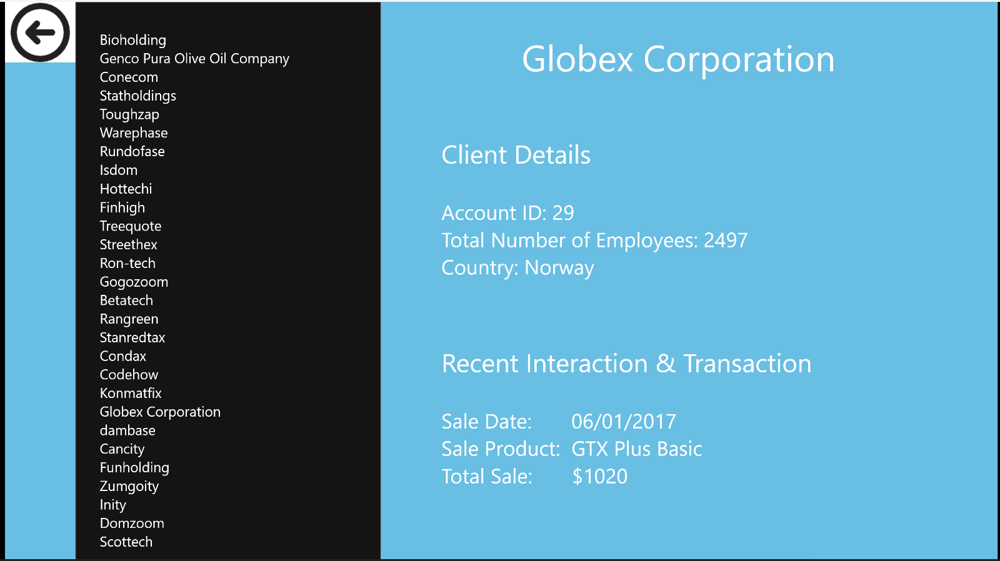 Bioholding
Genco Pura Olive Oil Company
Conecom
Statholdings
Toughzap
Warephase
Rundofase
Isdom
Hottechi
Finhigh
Treequote
Streethex
Ron-tech
Gogozoom
Betatech
Rangreen
Stanredtax
Condax
Codehow
Konmatfix
Globex Corporation
dambase
Cancity
Funholding
Zumgoity
Inity
Domzoom
Scottech
Globex Corporation
Client Details
Account ID: 29
Total Number of Employees: 2497
Country: Norway
Recent Interaction & Transaction
Sale Date: 06/01/2017
Sale Product: GTX Plus Basic
Total Sale: $1020